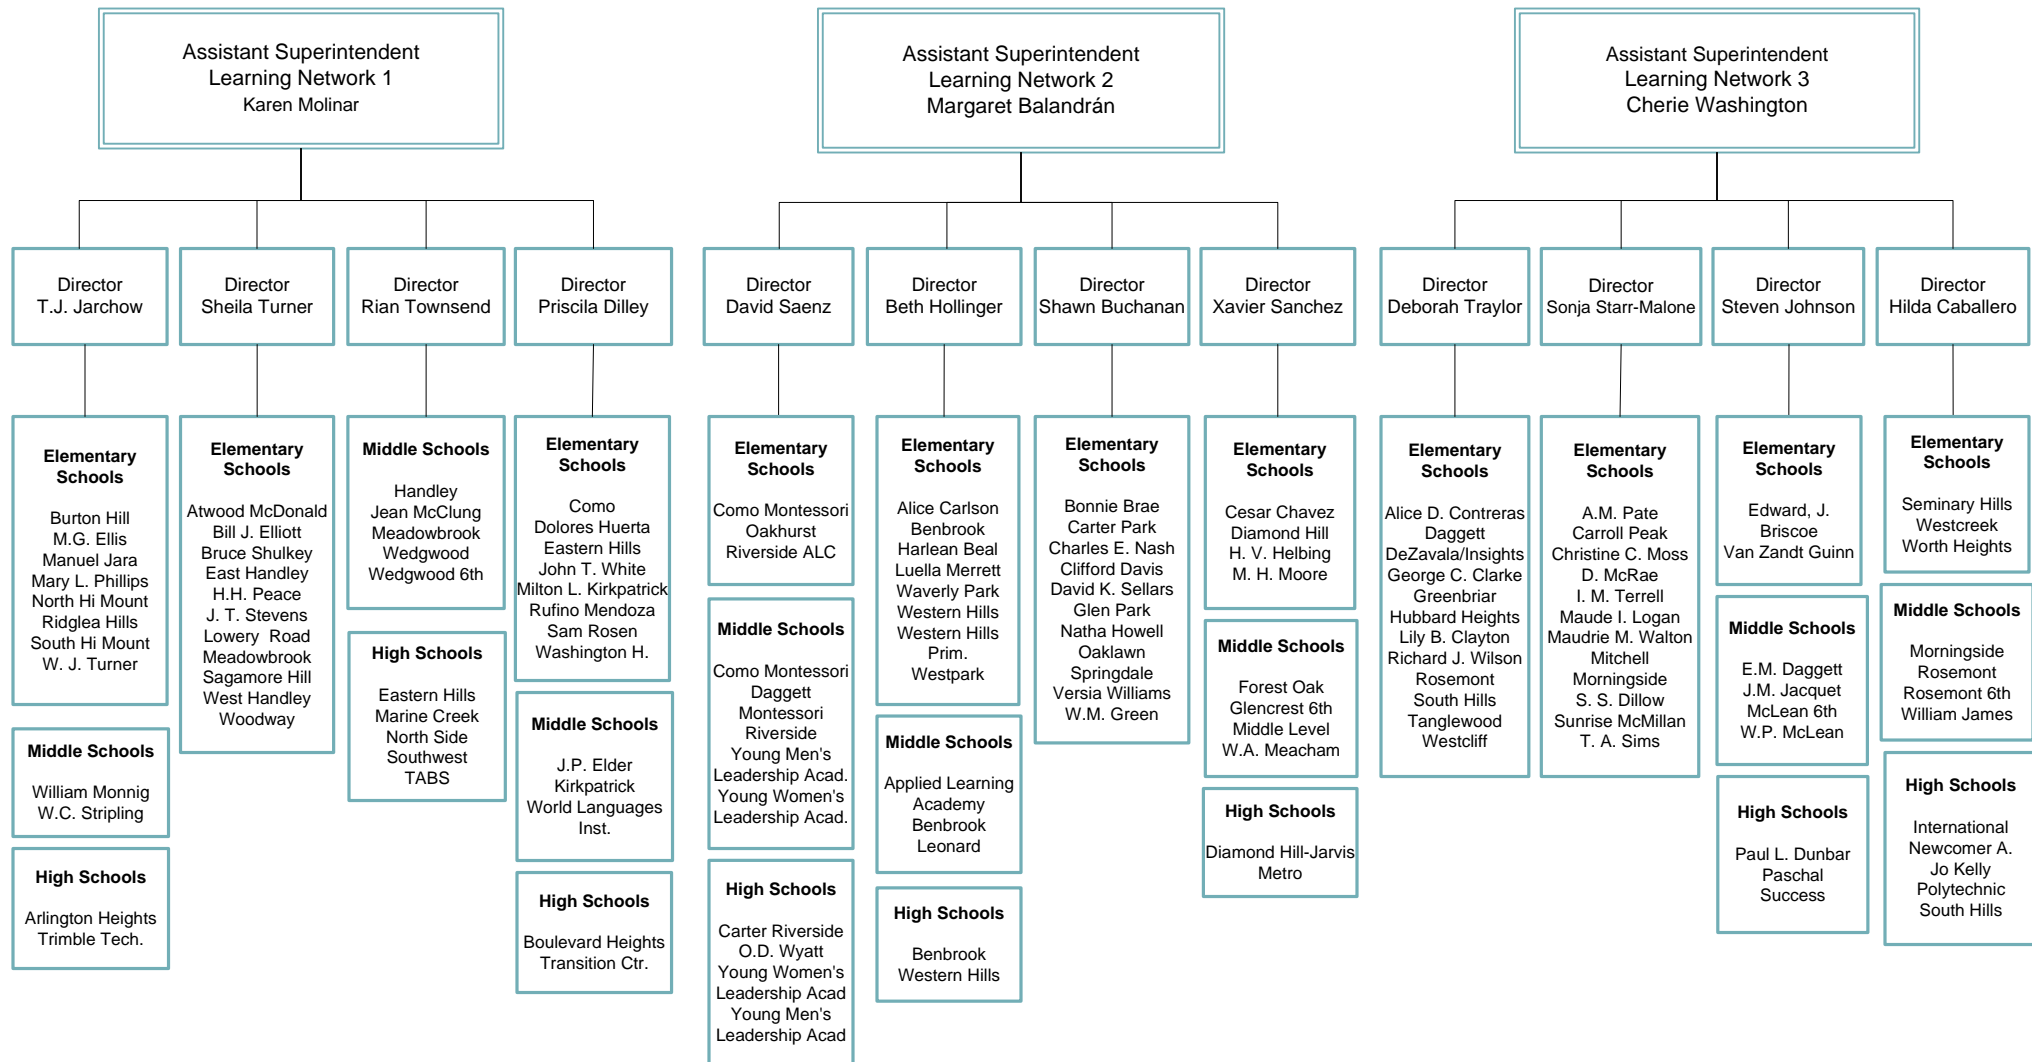 Assistant Superintendent
Learning Network 1
Karen Molinar
Assistant Superintendent
Learning Network 2
Margaret Balandrán
Assistant Superintendent
Learning Network 3
Cherie Washington
Director
T.J. Jarchow
Director
Sheila Turner
Director
Rian Townsend
Director
Priscila Dilley
Director
David Saenz
Director
Beth Hollinger
Director
Shawn Buchanan
Director
Xavier Sanchez
Director
Deborah Traylor
Director
Sonja Starr-Malone
Director
Steven Johnson
Director
Hilda Caballero
Elementary
Schools
Burton Hill
M.G. Ellis
Manuel Jara
Mary L. Phillips
North Hi Mount
Ridglea Hills
South Hi Mount
W. J. Turner
Middle Schools
William Monnig
W.C. Stripling
High Schools
Arlington Heights
Trimble Tech.
Elementary
Schools
Atwood McDonald
Bill J. Elliott
Bruce Shulkey
East Handley
H.H. Peace
J. T. Stevens
Lowery  Road
Meadowbrook
Sagamore Hill
West Handley
Woodway
Middle Schools
Handley
Jean McClung
Meadowbrook
Wedgwood
Wedgwood 6th
High Schools
Eastern Hills
Marine Creek
North Side
Southwest
TABS
Elementary
Schools
Como
Dolores Huerta
Eastern Hills
John T. White
Milton L. Kirkpatrick
Rufino Mendoza
Sam Rosen
Washington H.
Middle Schools
J.P. Elder
Kirkpatrick
World Languages
Inst.
High Schools
Boulevard Heights
Transition Ctr.
Elementary
Schools
Como Montessori
Oakhurst
Riverside ALC
Middle Schools
Como Montessori
Daggett
Montessori
Riverside
Young Men's
Leadership Acad.
Young Women's
Leadership Acad.
High Schools
Carter Riverside
O.D. Wyatt
Young Women's
Leadership Acad
Young Men's
Leadership Acad
Elementary
Schools
Alice Carlson
Benbrook
Harlean Beal
Luella Merrett
Waverly Park
Western Hills
Western Hills
Prim.
Westpark
Middle Schools
Applied Learning
Academy
Benbrook
Leonard
High Schools
Benbrook
Western Hills
Elementary
Schools
Bonnie Brae
Carter Park
Charles E. Nash
Clifford Davis
David K. Sellars
Glen Park
Natha Howell
Oaklawn
Springdale
Versia Williams
W.M. Green
Elementary
Schools
Cesar Chavez
Diamond Hill
H. V. Helbing
M. H. Moore
Middle Schools
Forest Oak
Glencrest 6th
Middle Level
W.A. Meacham
High Schools
Diamond Hill-Jarvis
Metro
Elementary
Schools
Alice D. Contreras
Daggett
DeZavala/Insights
George C. Clarke
Greenbriar
Hubbard Heights
Lily B. Clayton
Richard J. Wilson
Rosemont
South Hills
Tanglewood
Westcliff
Elementary
Schools
A.M. Pate
Carroll Peak
Christine C. Moss
D. McRae
I. M. Terrell
Maude I. Logan
Maudrie M. Walton
Mitchell
Morningside
S. S. Dillow
Sunrise McMillan
T. A. Sims
Elementary
Schools
Edward, J.
Briscoe
Van Zandt Guinn
Middle Schools
E.M. Daggett
J.M. Jacquet
McLean 6th
W.P. McLean
High Schools
Paul L. Dunbar
Paschal
Success
Elementary
Schools
Seminary Hills
Westcreek
Worth Heights
Middle Schools
Morningside
Rosemont
Rosemont 6th
William James
High Schools
International
Newcomer A.
Jo Kelly
Polytechnic
South Hills